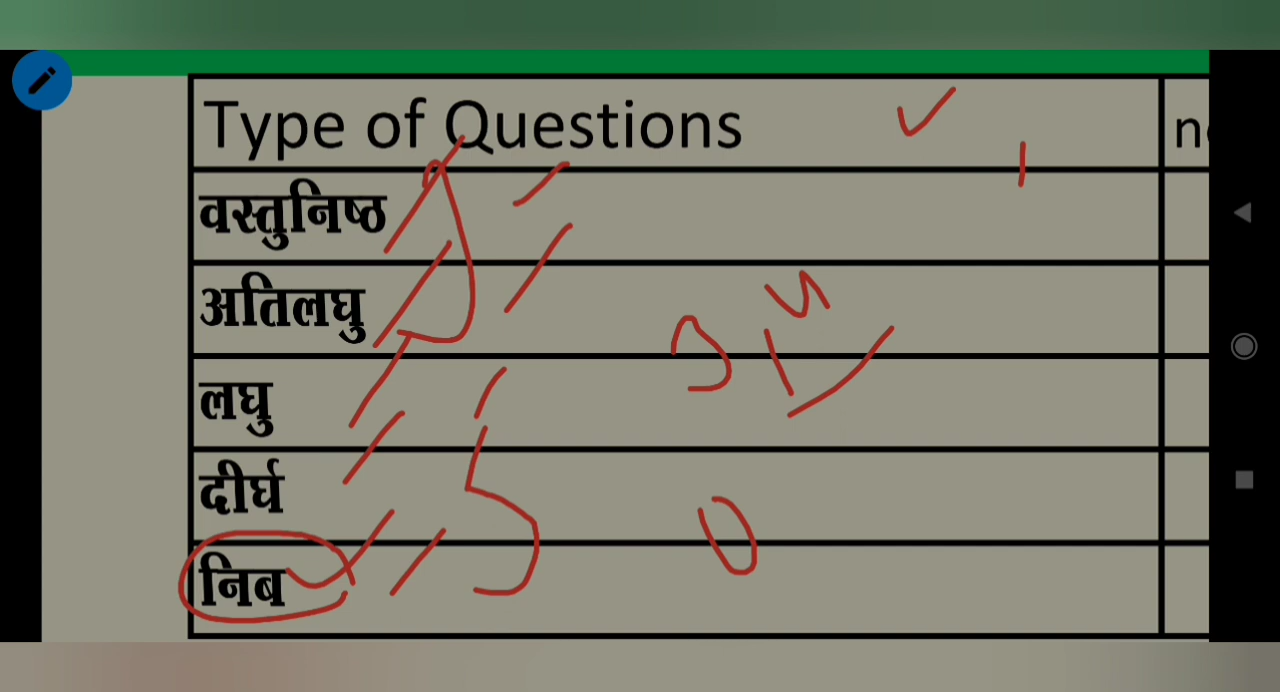 Type of Questions
वस्तुनिष्ठ
अतिलघु
लघु
दीर्घ
निब